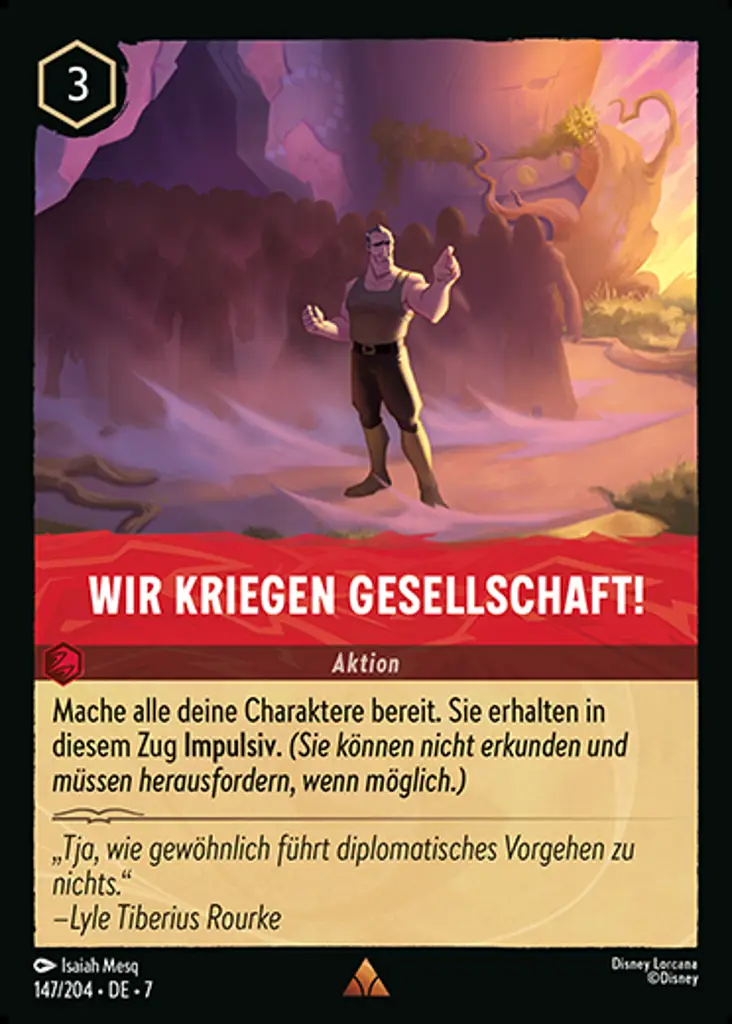 3
WIR KRIEGEN GESELLSCHAFT!
Aktion
Mache alle deine Charaktere bereit. Sie erhalten in
diesem Zug Impulsiv. (Sie können nicht erkunden und
müssen herausfordern, wenn möglich.)
„Tja, wie gewöhnlich führt diplomatisches Vorgehen zu
nichts.“
–Lyle Tiberius Rourke
Isaiah Mesq
Disney Lorcana
147/204 • DE • 7
©Disney